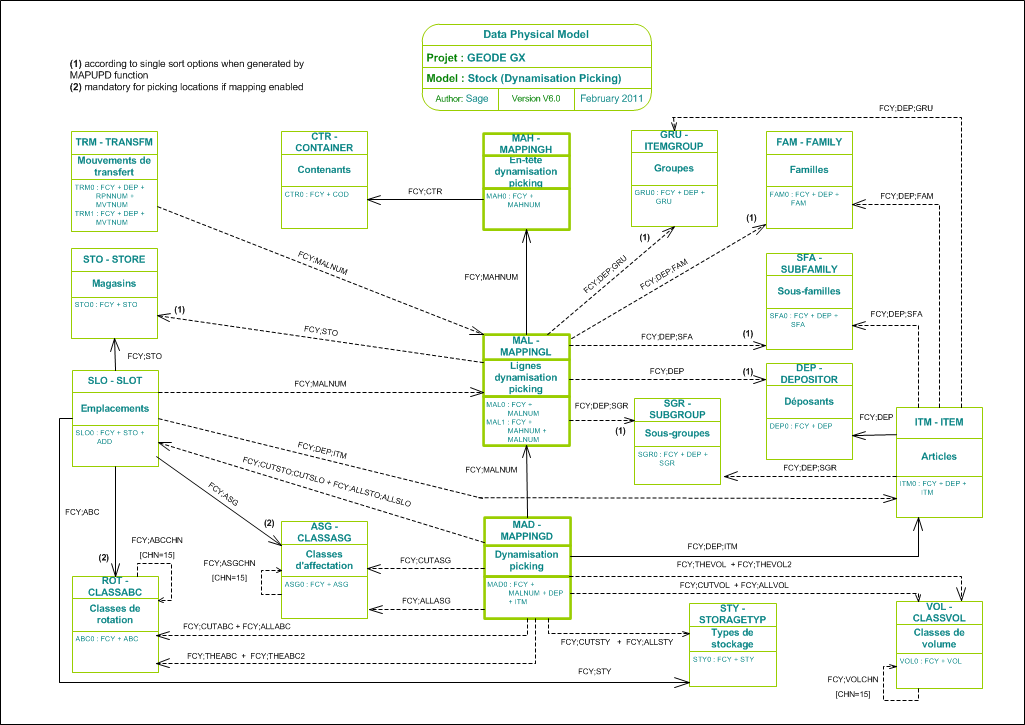 Data Physical Model
Projet : GEODE GX
Model : Stock (Dynamisation Picking)
Author: Sage
Version V6.0
February 2011
(1) according to single sort options when generated by
MAPUPD function
(2) mandatory for picking locations if mapping enabled
FCY;DEP;GRU
TRM - TRANSFM
Mouvements de
transfert
TRM0 : FCY + DEP +
RPNNUM +
MVTNUM
TRM1 : FCY + DEP +
MVTNUM
CTR -
CONTAINER
Contenants
CTR0 : FCY + COD
FCY;CTR
MAH -
MAPPINGH
En-tête
dynamisation
picking
MAH0 : FCY +
MAHNUM
GRU -
ITEMGROUP
Groupes
GRU0 : FCY + DEP +
GRU
FAM - FAMILY
Familles
FAM0 : FCY + DEP +
FAM
FCY;DEP;FAM
(1)
(1)
FCY;MALNUM
FCY;MAHNUM
FCY;DEP;GRU
FCY;DEP;FAM
STO - STORE
Magasins
STO0 : FCY + STO
(1)
FCY;STO
SFA -
SUBFAMILY
Sous-familles
SFA0 : FCY + DEP +
SFA
FCY;DEP;SFA
(1)
FCY;DEP;SFA
FCY;STO
MAL -
MAPPINGL
Lignes
dynamisation
picking
MAL0 : FCY +
MALNUM
MAL1 : FCY +
MAHNUM +
MALNUM
FCY;DEP
(1)
DEP -
DEPOSITOR
Déposants
DEP0 : FCY + DEP
FCY;DEP
SLO - SLOT
Emplacements
SLO0 : FCY + STO +
ADD
FCY;MALNUM
FCY;DEP;SGR
(1)
SGR -
SUBGROUP
Sous-groupes
SGR0 : FCY + DEP +
SGR
FCY;DEP;SGR
ITM - ITEM
Articles
ITM0 : FCY + DEP +
ITM
FCY;DEP;ITM
FCY;CUTSTO;CUTSLO + FCY;ALLSTO;ALLSLO
FCY;MALNUM
FCY;ASG
FCY;ABC
(2)
ASG -
CLASSASG
Classes
d'affectation
ASG0 : FCY + ASG
FCY;ASGCHN
[CHN=15]
FCY;ABCCHN
[CHN=15]
(2)
ROT -
CLASSABC
Classes de
rotation
ABC0 : FCY + ABC
FCY;CUTASG
FCY;ALLASG
MAD -
MAPPINGD
Dynamisation
picking
MAD0 : FCY +
MALNUM + DEP
+ ITM
FCY;DEP;ITM
FCY;THEVOL + FCY;THEVOL2
FCY;CUTVOL + FCY;ALLVOL
FCY;CUTABC + FCY;ALLABC
FCY;THEABC + FCY;THEABC2
FCY;CUTSTY + FCY;ALLSTY
FCY;STY
STY -
STORAGETYP
Types de
stockage
STY0 : FCY + STY
VOL -
CLASSVOL
Classes de
volume
VOL0 : FCY + VOL
FCY;VOLCHN
[CHN=15]